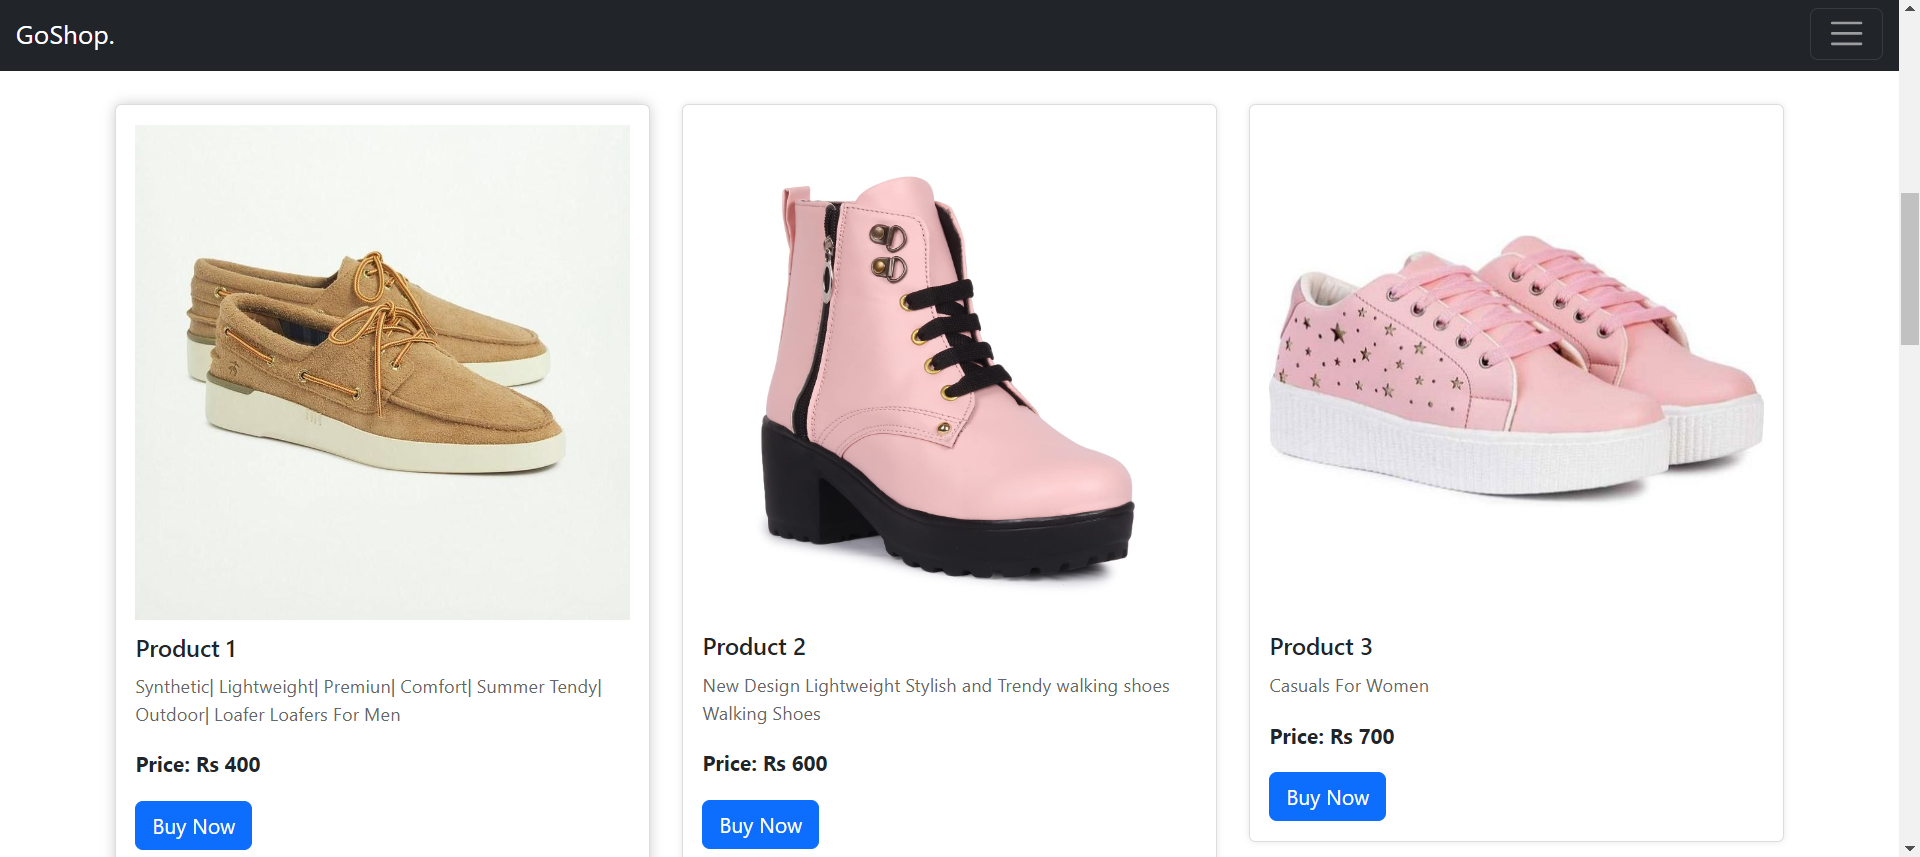 GoShop.
Product 1
Synthetic| Lightweight| Premiun| Comfort| Summer Tendy|
Outdoor| Loafer Loafers For Men
Price: Rs 400
Buy Now
Product 2
New Design Lightweight Stylish and Trendy walking shoes
Walking Shoes
Price: Rs 600
Buy Now
Product 3
Casuals For Women
Price: Rs 700
Buy Now